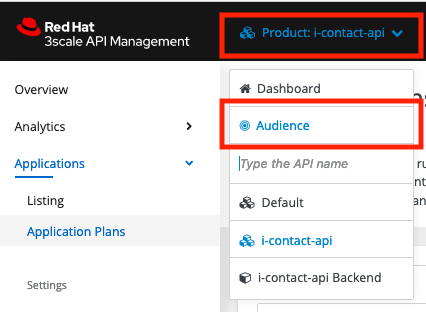 Red Hat
3scale API Management
Product: i-contact-api
Overview
Analytics
Applications
Listing
Application Plans
Settings
Dashboard
Audience
Type the API name
Default
i-contact-api
i-contact-api Backend